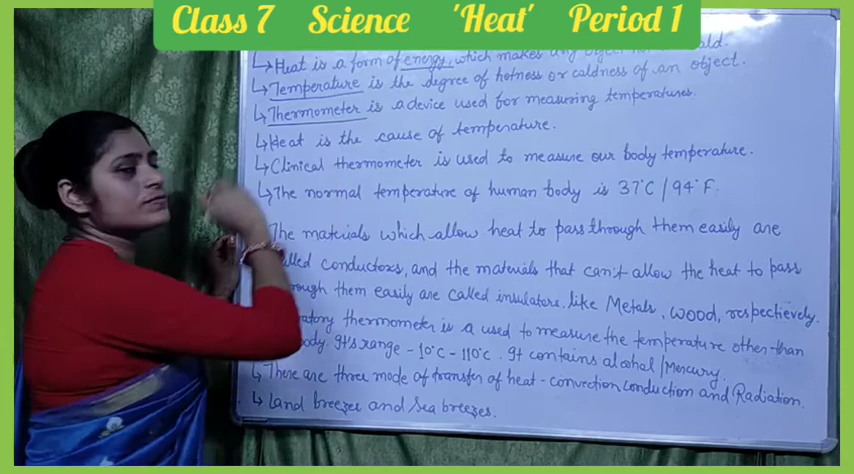 Class 7 Science 'Heat' Period 1
↳Heat is a form of energy, which makes any object
↳Temperature is the degree of hotness or caldness of an object.
↳Thermometer is a device used for measuring temperatures.
↳Heat is the cause of temperature.
↳Clinical thermometer is used to measure our body temperature.
↳The normal temperature of human body is 37°C / 94°F.
The materials which allow heat to pass through them easily are
conductors, and the materials that can't allow the heat to pass
them easily are called insulators. like Metals, wood, respectievely.
thermometer is a used to measure the temperature other than
body. It's range -10°C - 110°C. It contains alcohal /Mercury.
↳There are three mode of transfer of heat - convection conduction and Radiation.
↳Land breezes and Sea breezes.